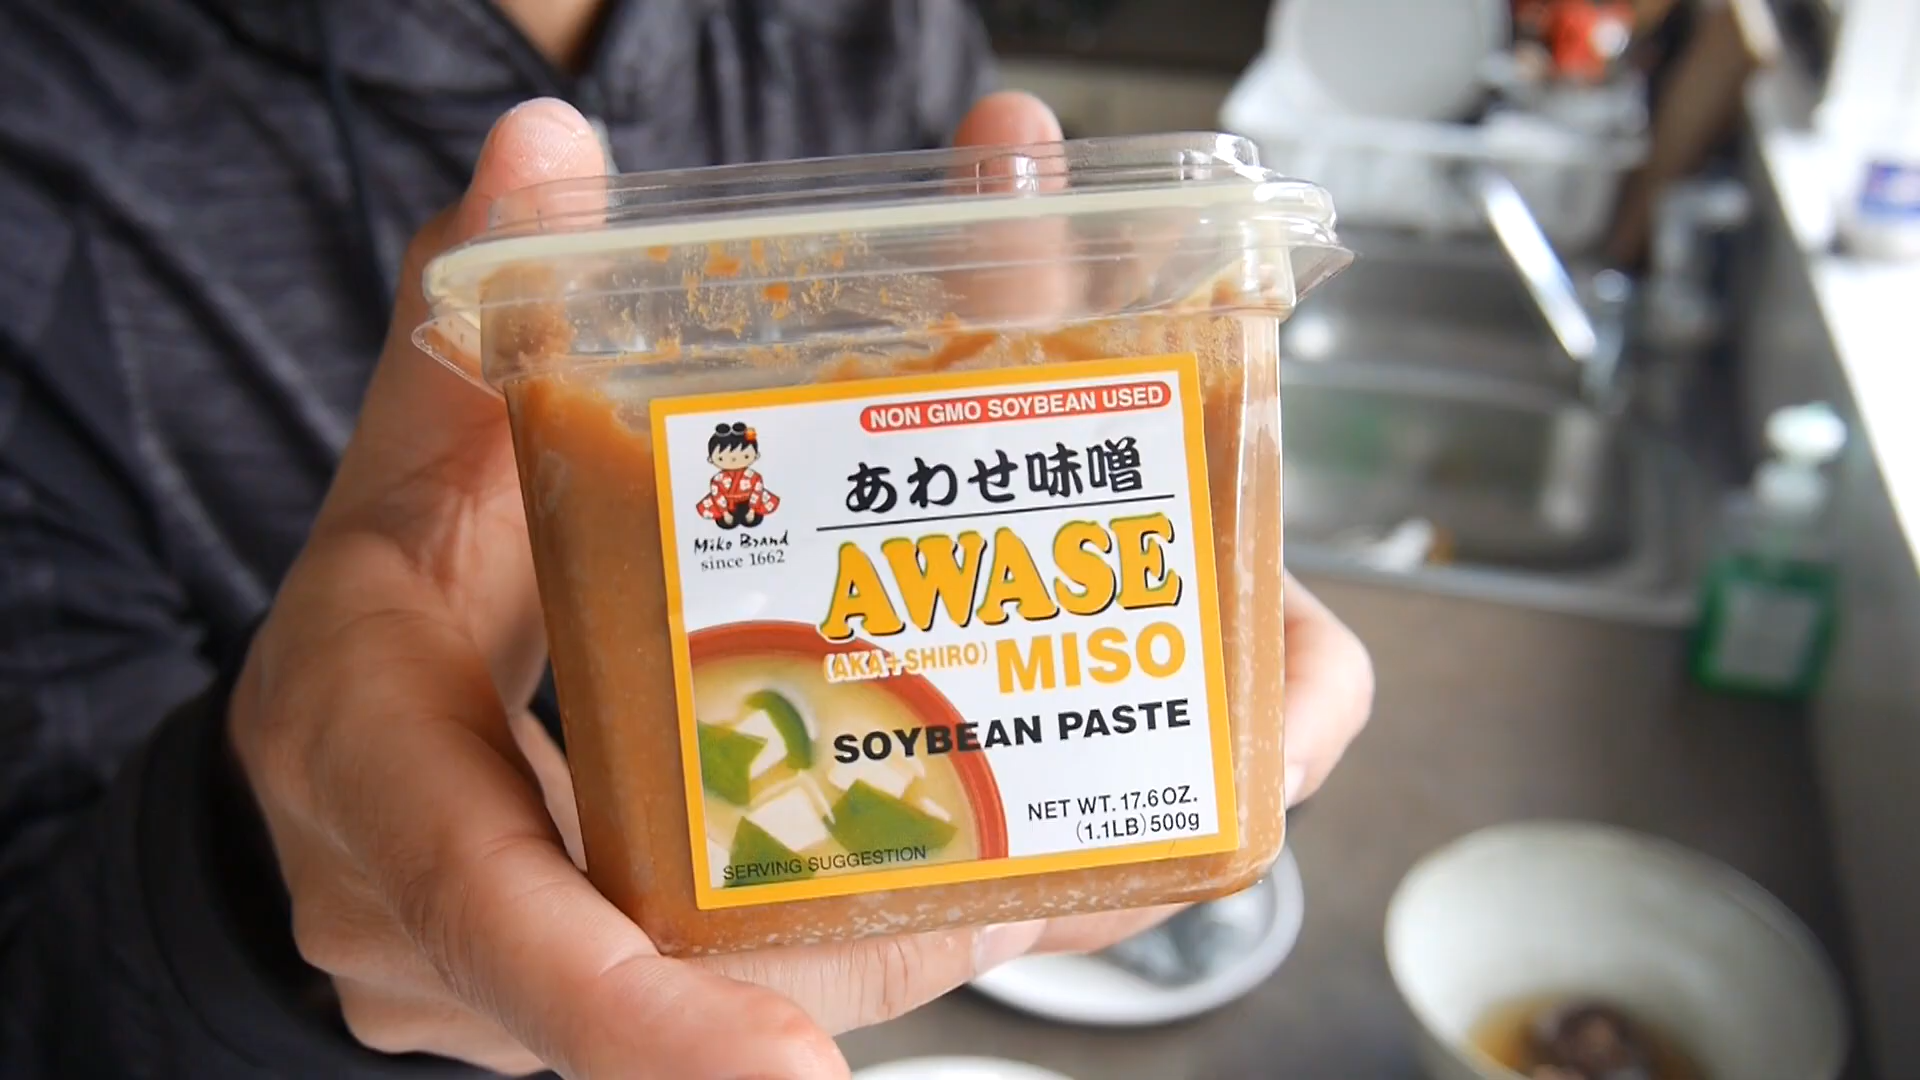 NON GMO SOYBEAN USED
あわせ味噌
Miko Brand
since 1662
AWASE
(AKA+SHIRO) MISO
SOYBEAN PASTE
NET WT. 17.6 OZ.
(1.1LB) 500g
SERVING SUGGESTION